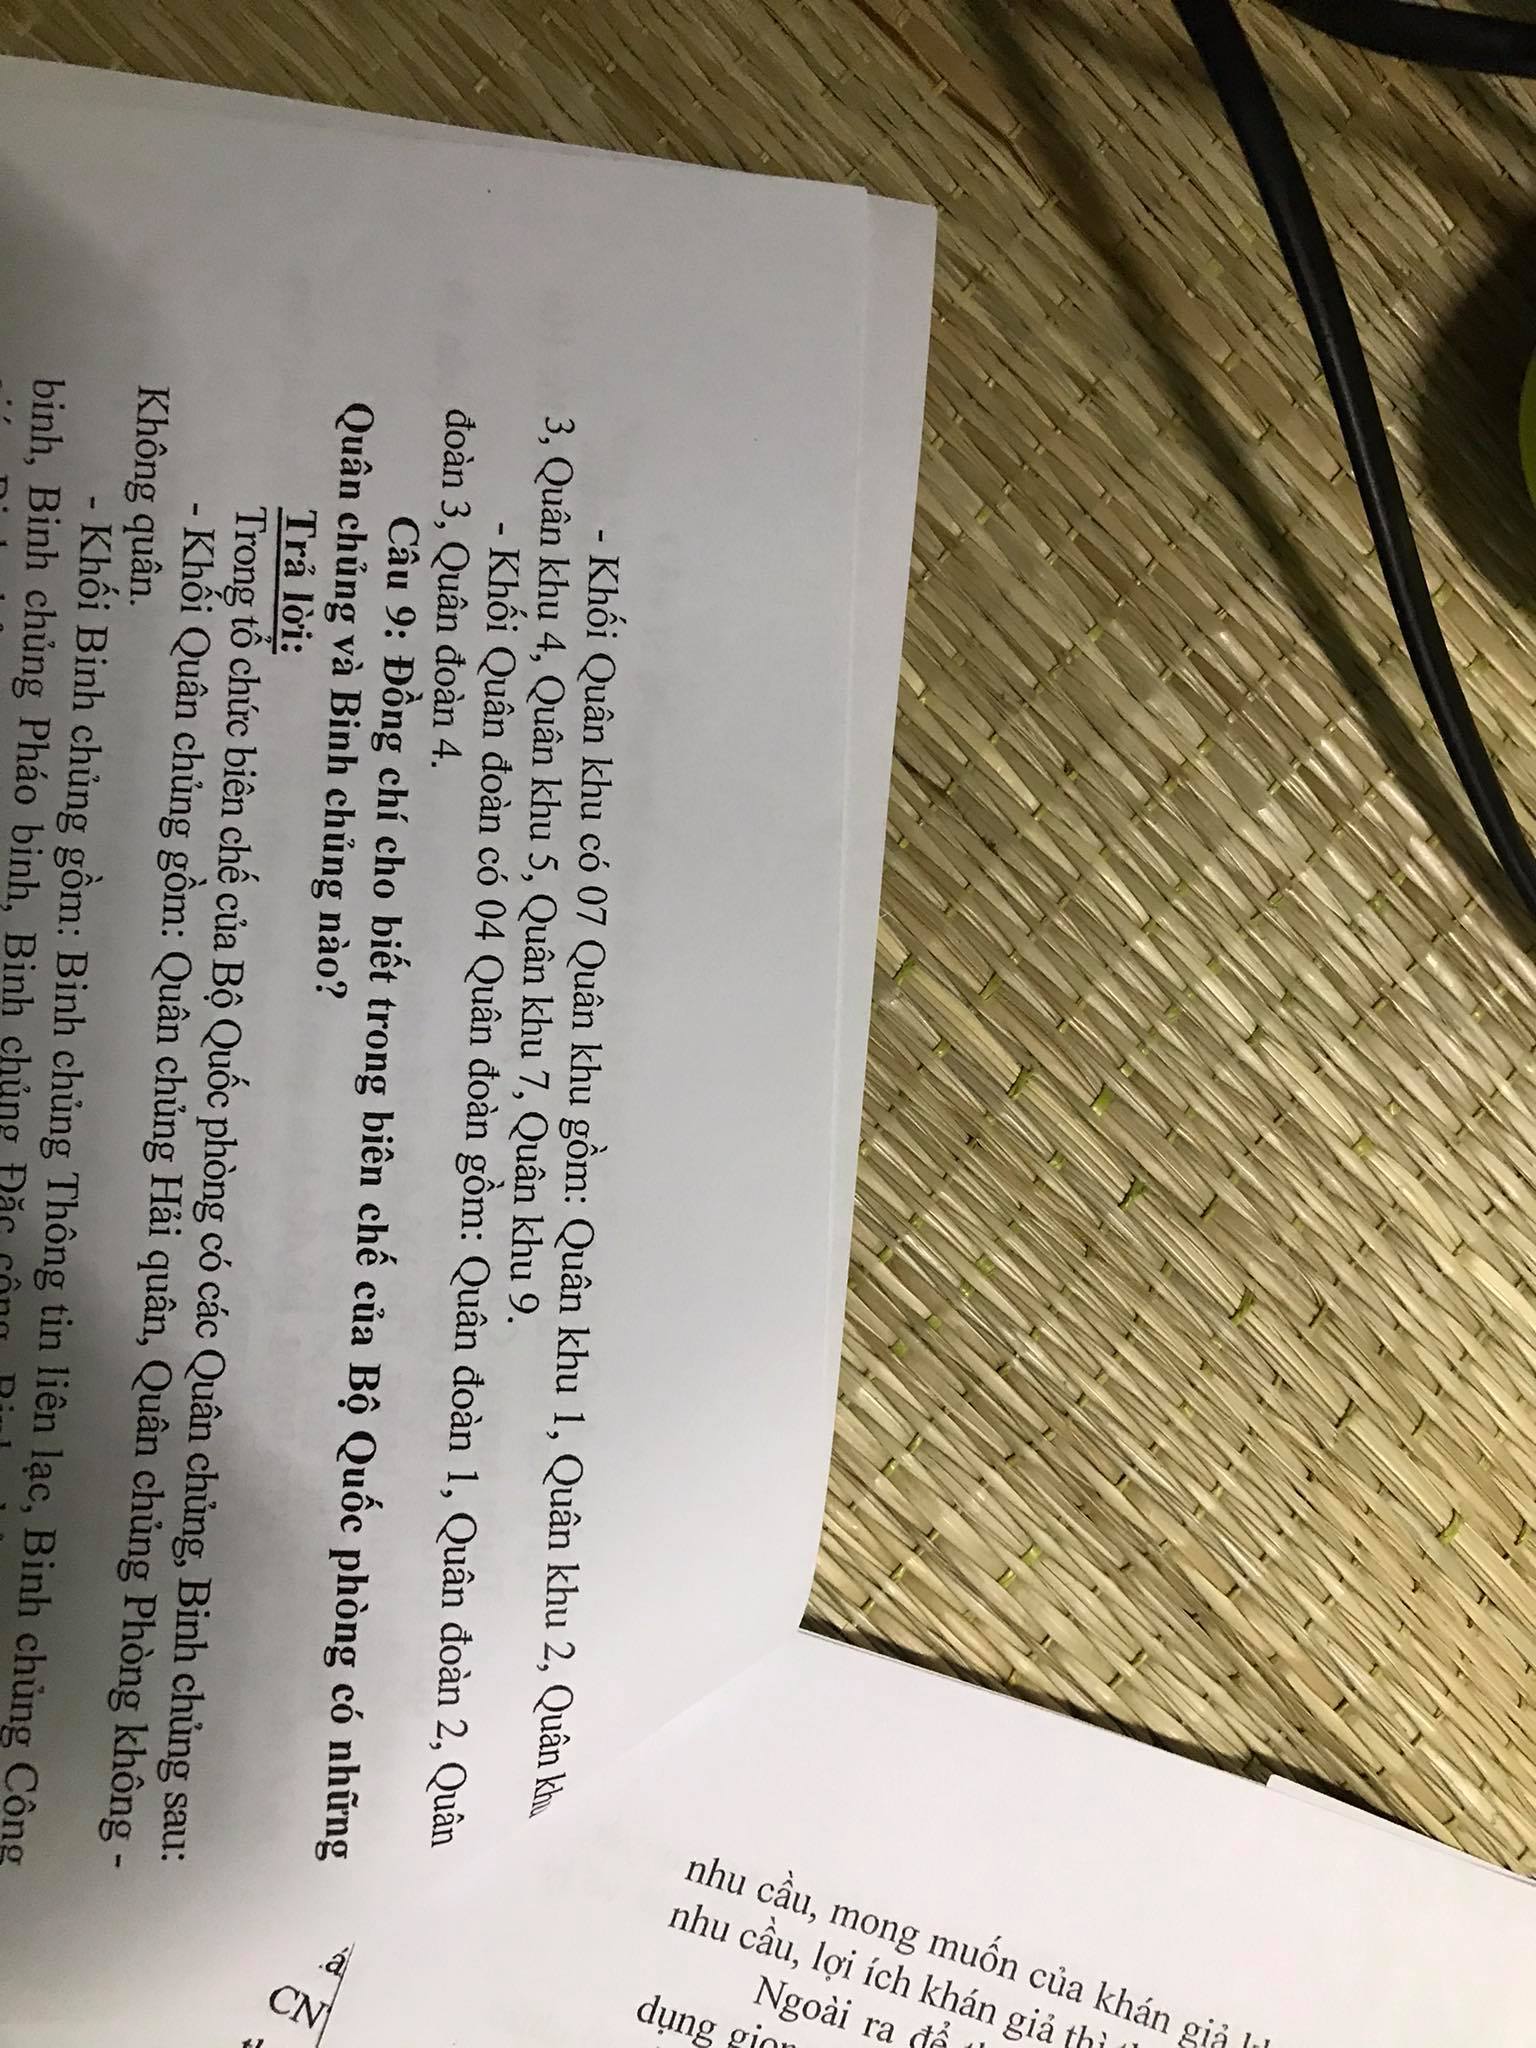 - Khối Quân khu có 07 Quân khu gồm: Quân khu 1, Quân khu 2, Quân khu
3, Quân khu 4, Quân khu 5, Quân khu 7, Quân khu 9.
- Khối Quân đoàn có 04 Quân đoàn gồm: Quân đoàn 1, Quân đoàn 2, Quân
đoàn 3, Quân đoàn 4.
Câu 9: Đồng chí cho biết trong biên chế của Bộ Quốc phòng có những
Quân chủng và Binh chủng nào?
Trả lời:
Trong tổ chức biên chế của Bộ Quốc phòng có các Quân chủng, Binh chủng sau:
- Khối Quân chủng gồm: Quân chủng Hải quân, Quân chủng Phòng không -
Không quân.
- Khối Binh chủng gồm: Binh chủng Thông tin liên lạc, Binh chủng Công
binh, Binh chủng Pháo binh, Binh chủng Đặc công,
nhu cầu, mong muốn của khán giả
nhu cầu, lợi ích khán giả thì
Ngoài ra để
dụng
CN